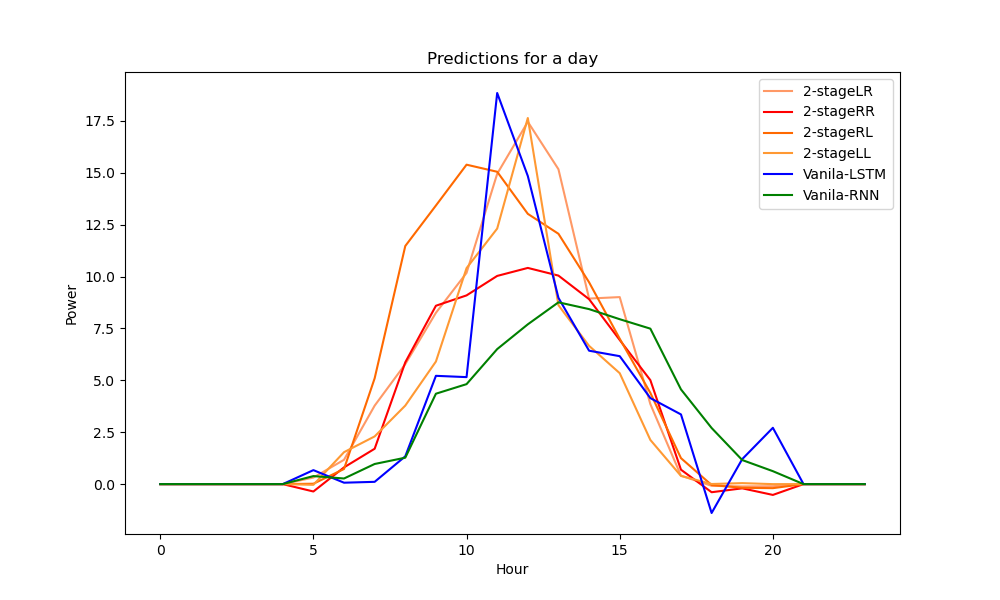 Predictions for a day
2-stageLR
2-stageRR
2-stageRL
2-stageLL
Vanila-LSTM
Vanila-RNN
17.5
15.0
12.5
10.0
7.5
5.0
2.5
0.0
Power
0 5 10 15 20
Hour